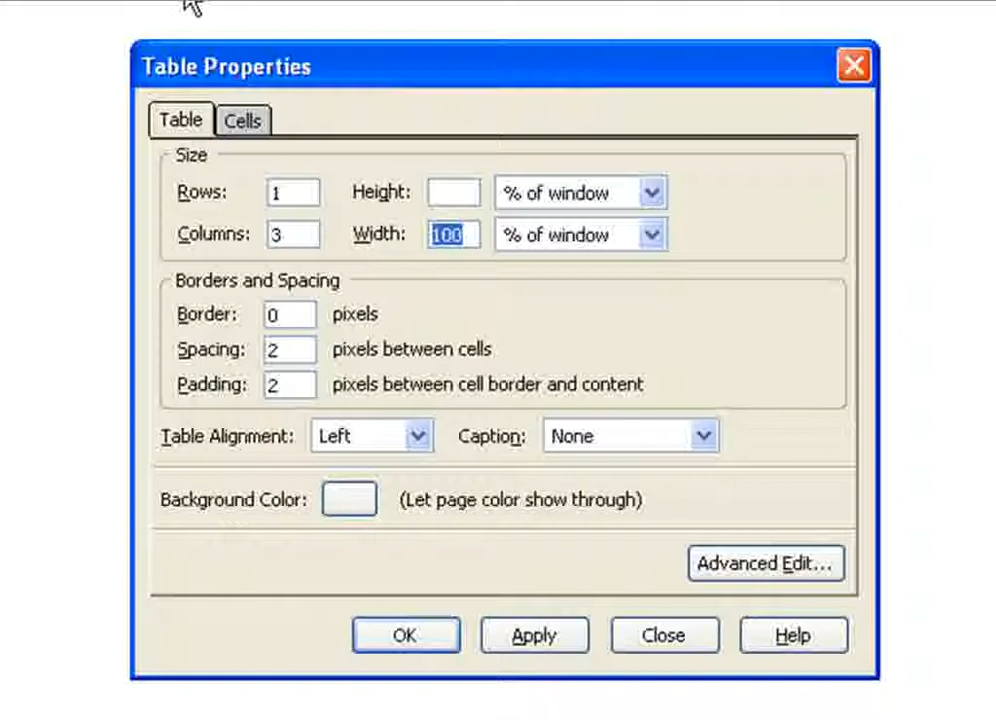 Table Properties
Table Cells
Size
Rows: 1 Height: % of window
Columns: 3 Width: 100 % of window
Borders and Spacing
Border: 0 pixels
Spacing: 2 pixels between cells
Padding: 2 pixels between cell border and content
Table Alignment: Left Caption: None
Background Color: (Let page color show through)
Advanced Edit...
OK Apply Close Help